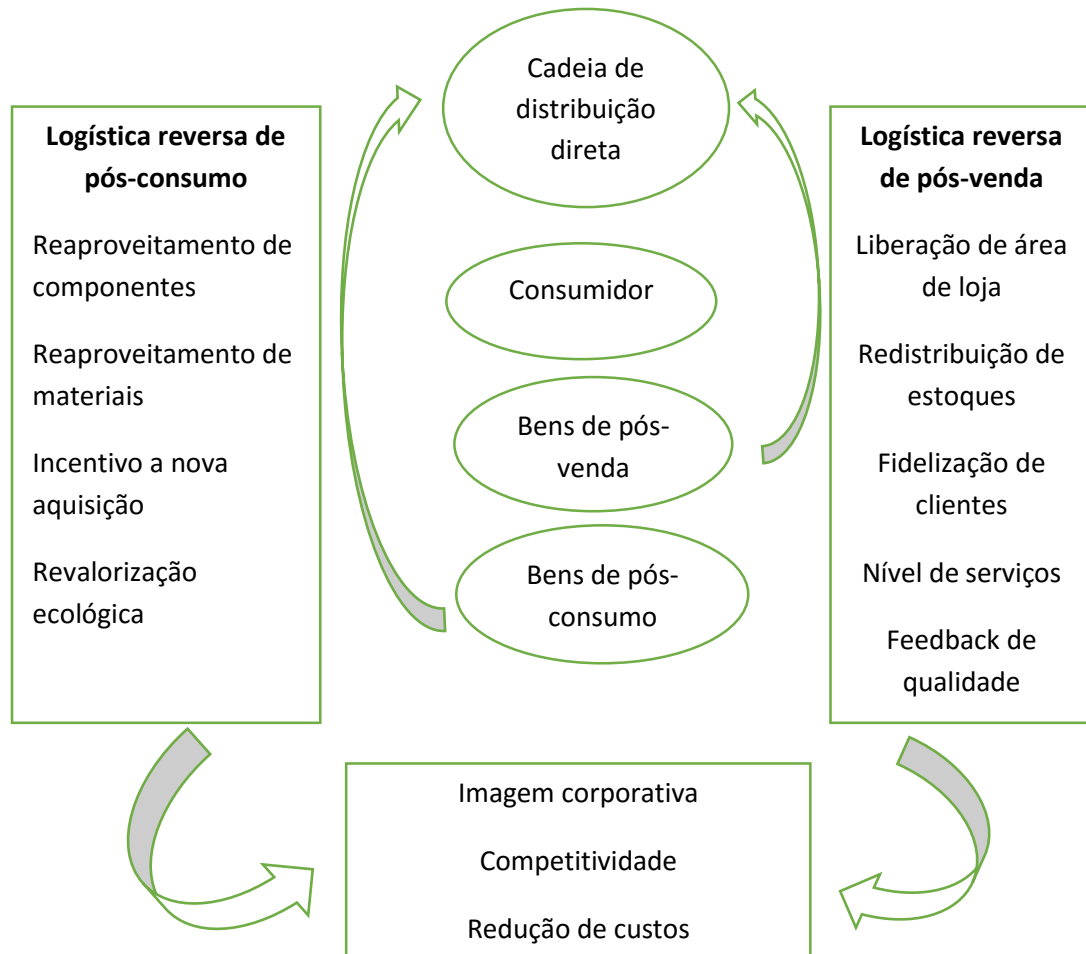 Logística reversa de
pós-consumo
Reaproveitamento de
componentes
Reaproveitamento de
materiais
Incentivo a nova
aquisição
Revalorização
ecológica
Cadeia de
distribuição
direta
Consumidor
Bens de pós-
venda
Bens de pós-
consumo
Logística reversa
de pós-venda
Liberação de área
de loja
Redistribuição de
estoques
Fidelização de
clientes
Nível de serviços
Feedback de
qualidade
Imagem corporativa
Competitividade
Redução de custos